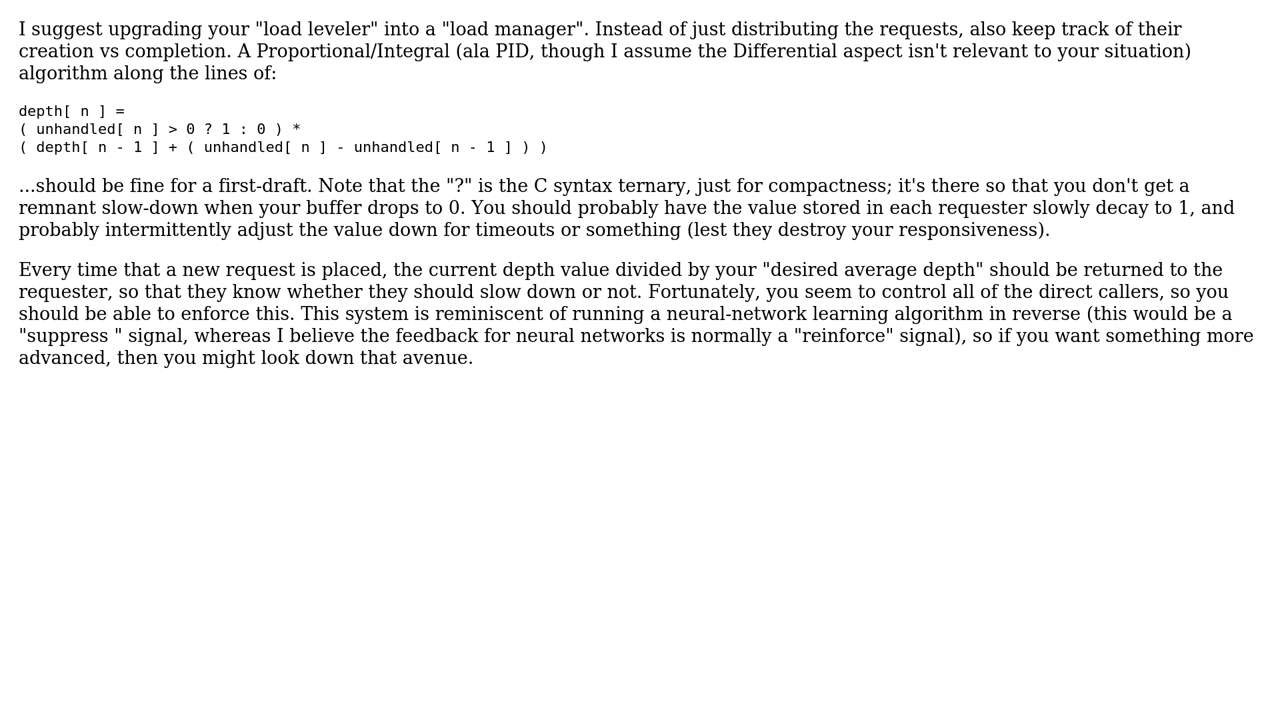 I suggest upgrading your "load leveler" into a "load manager". Instead of just distributing the requests, also keep track of their
creation vs completion. A Proportional/Integral (ala PID, though I assume the Differential aspect isn't relevant to your situation)
algorithm along the lines of:
depth[ n ] =
( unhandled[ n ] > 0 ? 1 : 0 ) *
( depth[ n - 1 ] + ( unhandled[ n ] - unhandled[ n - 1 ] ) )
...should be fine for a first-draft. Note that the "?" is the C syntax ternary, just for compactness; it's there so that you don't get a
remnant slow-down when your buffer drops to 0. You should probably have the value stored in each requester slowly decay to 1, and
probably intermittently adjust the value down for timeouts or something (lest they destroy your responsiveness).
Every time that a new request is placed, the current depth value divided by your "desired average depth" should be returned to the
requester, so that they know whether they should slow down or not. Fortunately, you seem to control all of the direct callers, so you
should be able to enforce this. This system is reminiscent of running a neural-network learning algorithm in reverse (this would be a
"suppress " signal, whereas I believe the feedback for neural networks is normally a "reinforce" signal), so if you want something more
advanced, then you might look down that avenue.